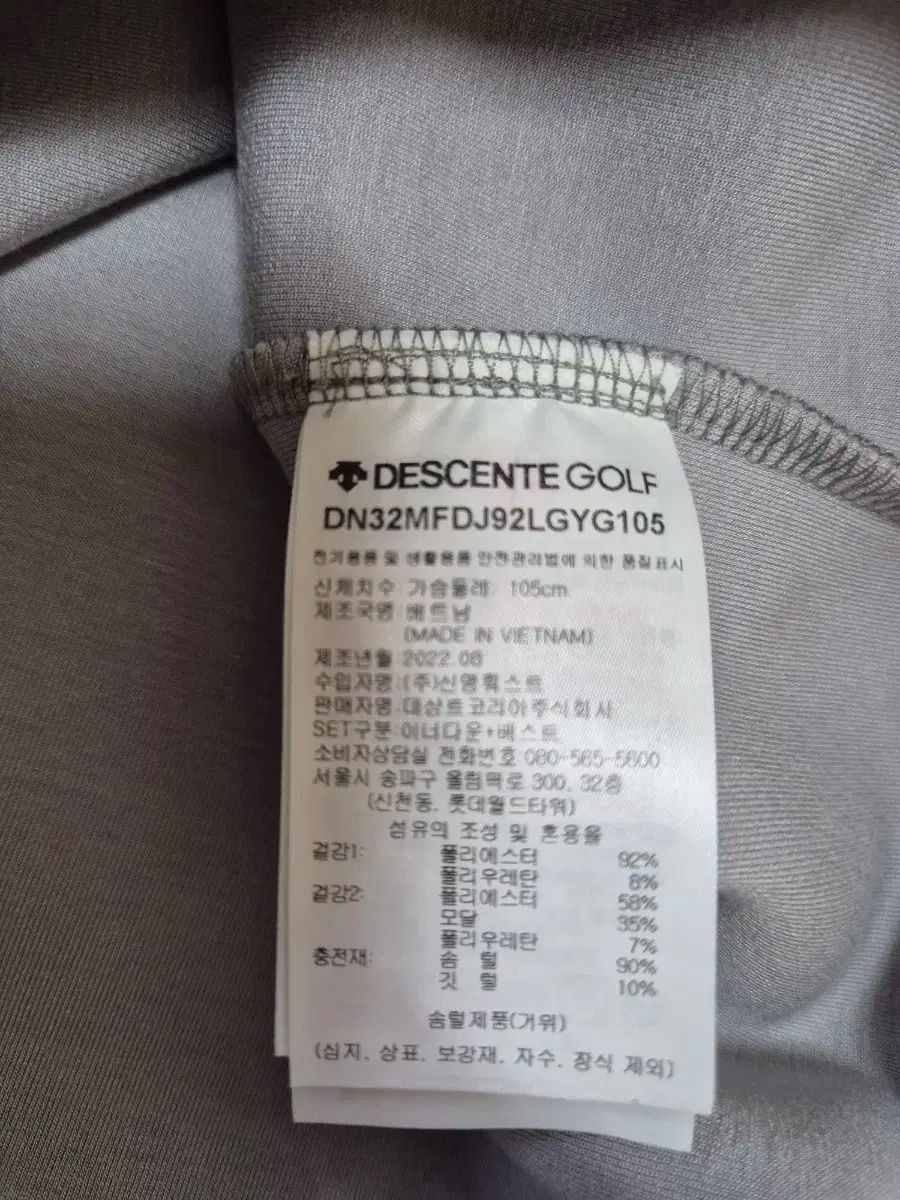 DESCENTE GOLF
DN32MFDJ92LGYG105
전기용품 및 생활용품 안전관리법에 의한 품질표시
신체치수: 가슴둘레: 105cm
제조국명: 베트남
(MADE IN VIETNAM)
제조년월: 2022.08
수입자명: (주)신명휙스트
판매자명: 데상트코리아주식회사
SET구분: 이너다운+베스트
소비자상담실 전화번호 080-565-5600
서울시 송파구 올림픽로 300, 32층
(신천동, 롯데월드타워)
섬유의 조성 및 혼용율
겉감1: 폴리에스터 92%
폴리우레탄 8%
겉감2: 폴리에스터 58%
모달 35%
폴리우레탄 7%
충전재: 솜 털 90%
깃 털 10%
솜털제품(거위)
(심지, 상표, 보강재, 자수, 장식 제외)